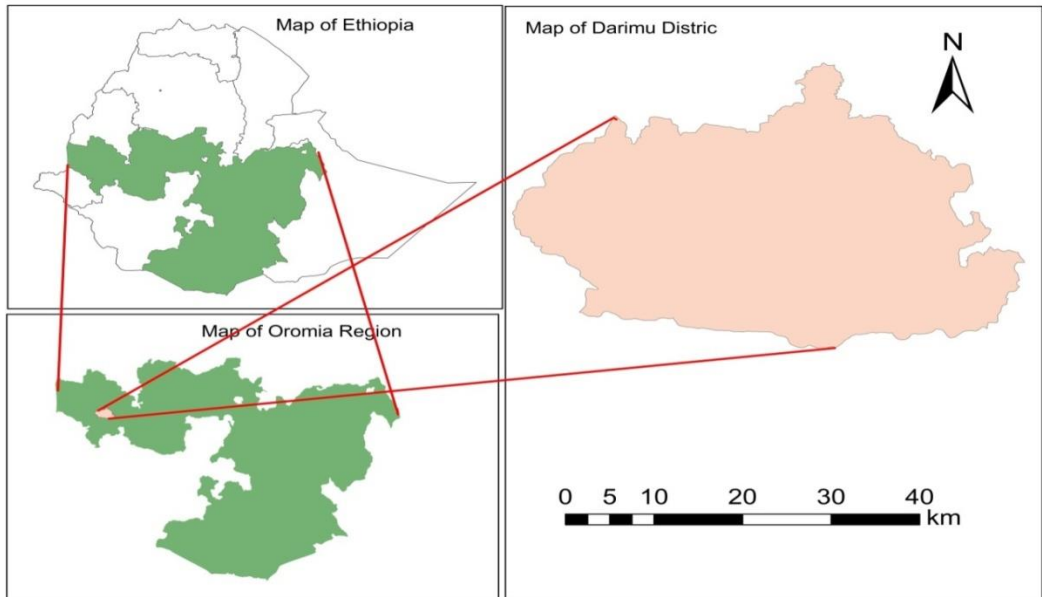 Map of Ethiopia
Map of Oromia Region
Map of Darimu Distric
N
0 5 10 20 30 40
km